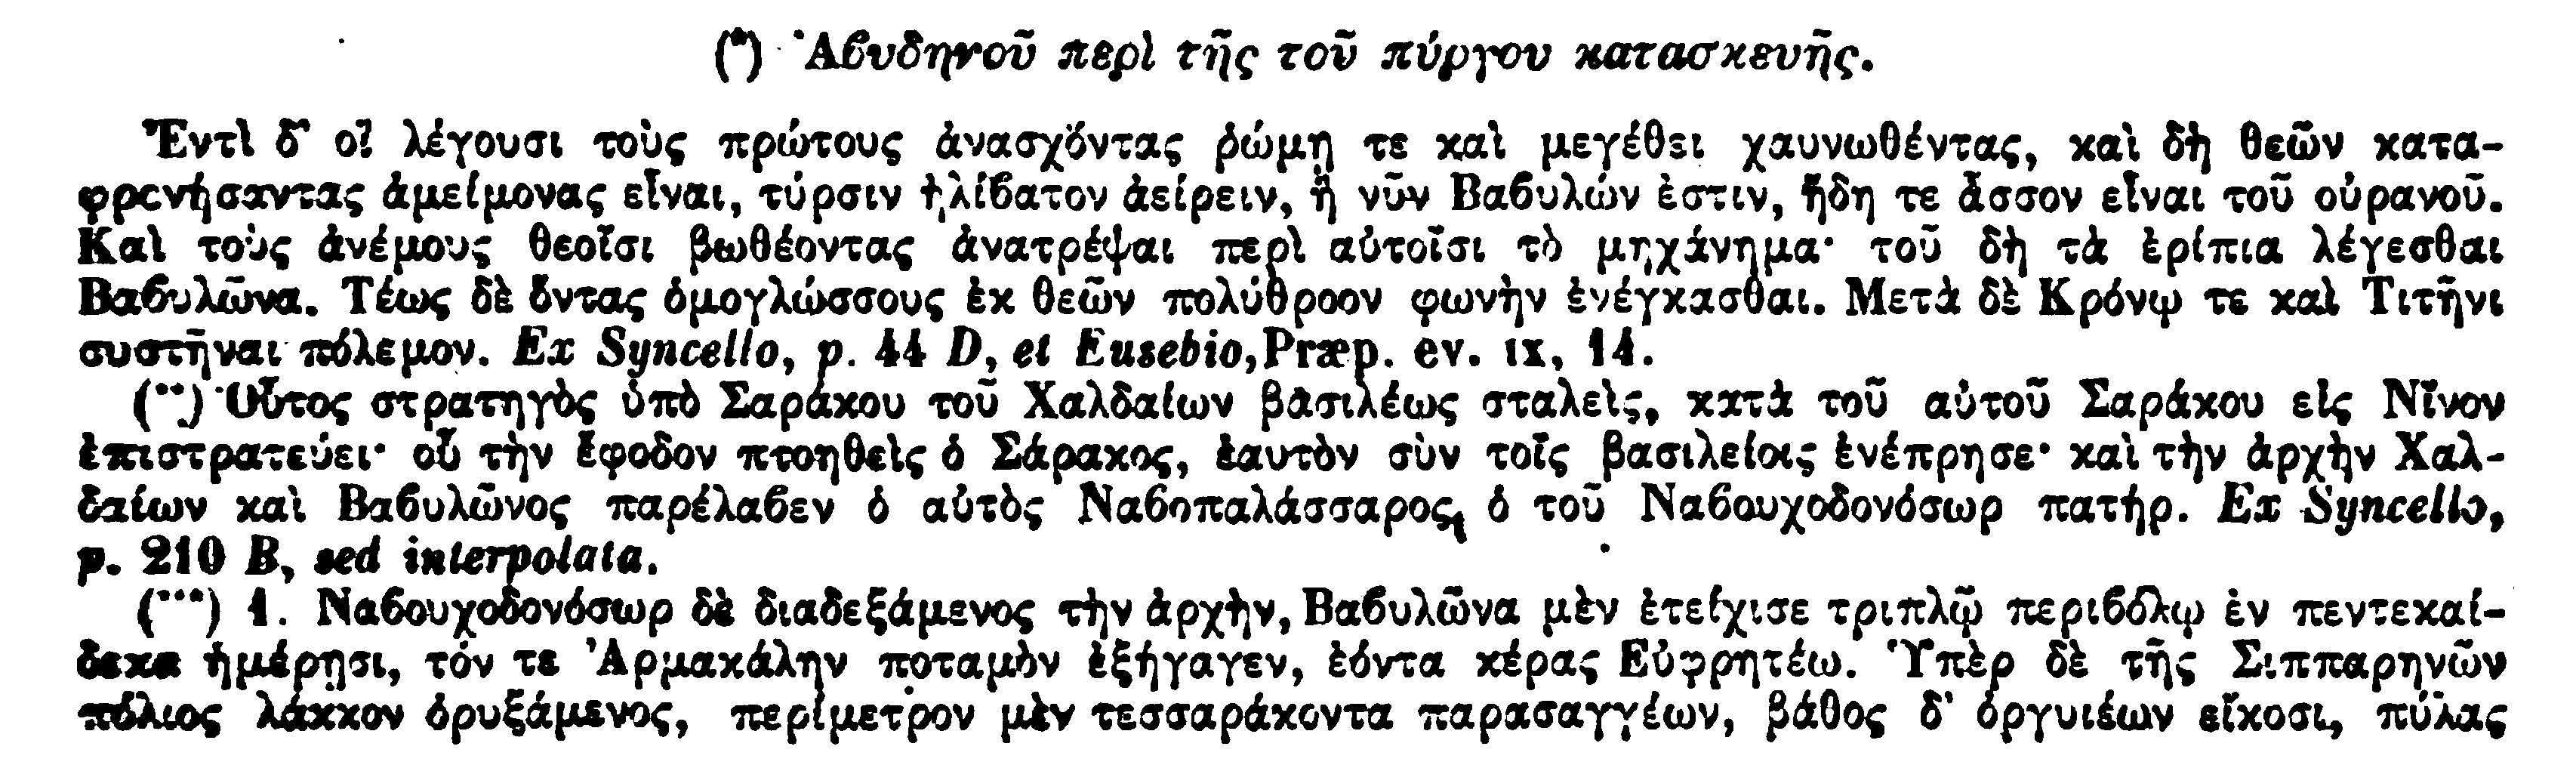 (*) Ἀϐυδηνοῦ περὶ τῆς τοῦ πύργου κατασκευῆς.
Ἐντὶ δ' οἳ λέγουσι τοὺς πρώτους ἀνασχόντας ῥώμῃ τε καὶ μεγέθει χαυνωθέντας, καὶ δὴ θεῶν κατα-
φρενήσαντας ἀμείμονας εἶναι, τύρσιν ἠλίϐατον ἀείρειν, ἣ νῦν Βαϐυλών ἐστιν, ἤδη τε ἆσσον εἶναι τοῦ οὐρανοῦ.
Καὶ τοὺς ἀνέμους θεοῖσι βωθέοντας ἀνατρέψαι περὶ αὐτοῖσι τὸ μηχάνημα· τοῦ δὴ τὰ ἐρίπια λέγεσθαι
Βαϐυλῶνα. Τέως δὲ ὄντας ὁμογλώσσους ἐκ θεῶν πολύθροον φωνὴν ἐνέγκασθαι. Μετὰ δὲ Κρόνῳ τε καὶ Τιτῆνι
συστῆναι πόλεμον. Ex Syncello, p. 44 D, et Eusebio, Præp. ev. IX, 14.
(**) Οὗτος στρατηγὸς ὑπὸ Σαράκου τοῦ Χαλδαίων βασιλέως σταλεὶς, κατὰ τοῦ αὐτοῦ Σαράκου εἰς Νῖνον
ἐπιστρατεύει· οὗ τὴν ἔφοδον πτοηθεὶς ὁ Σάρακος, ἑαυτὸν σὺν τοῖς βασιλείοις ἐνέπρησε· καὶ τὴν ἀρχὴν Χαλ-
δαίων καὶ Βαϐυλῶνος παρέλαϐεν ὁ αὐτὸς Ναϐοπαλάσσαρος, ὁ τοῦ Ναϐουχοδονόσωρ πατήρ. Ex Syncello,
p. 210 B, sed interpolata.
(***) 1. Ναϐουχοδονόσωρ δὲ διαδεξάμενος τὴν ἀρχὴν, Βαϐυλῶνα μὲν ἐτείχισε τριπλῷ περιϐόλῳ ἐν πεντεκαί-
δεκα ἡμέρῃσι, τόν τε Ἀρμακάλην ποταμὸν ἐξήγαγεν, ἐόντα κέρας Εὐφρητέω. Ὑπὲρ δὲ τῆς Σιππαρηνῶν
πόλιος λάκκον ὀρυξάμενος, περίμετρον μὲν τεσσαράκοντα παρασαγγέων, βάθος δ' ὀργυιέων εἴκοσι, πύλας